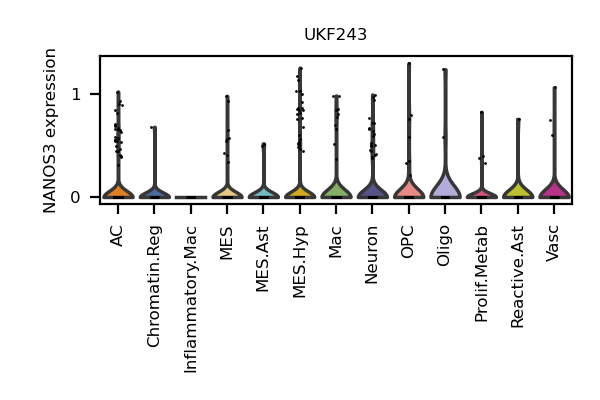 UKF243
NANOS3 expression
1
0
AC
Chromatin.Reg
Inflammatory.Mac
MES
MES.Ast
MES.Hyp
Mac
Neuron
OPC
Oligo
Prolif.Metab
Reactive.Ast
Vasc